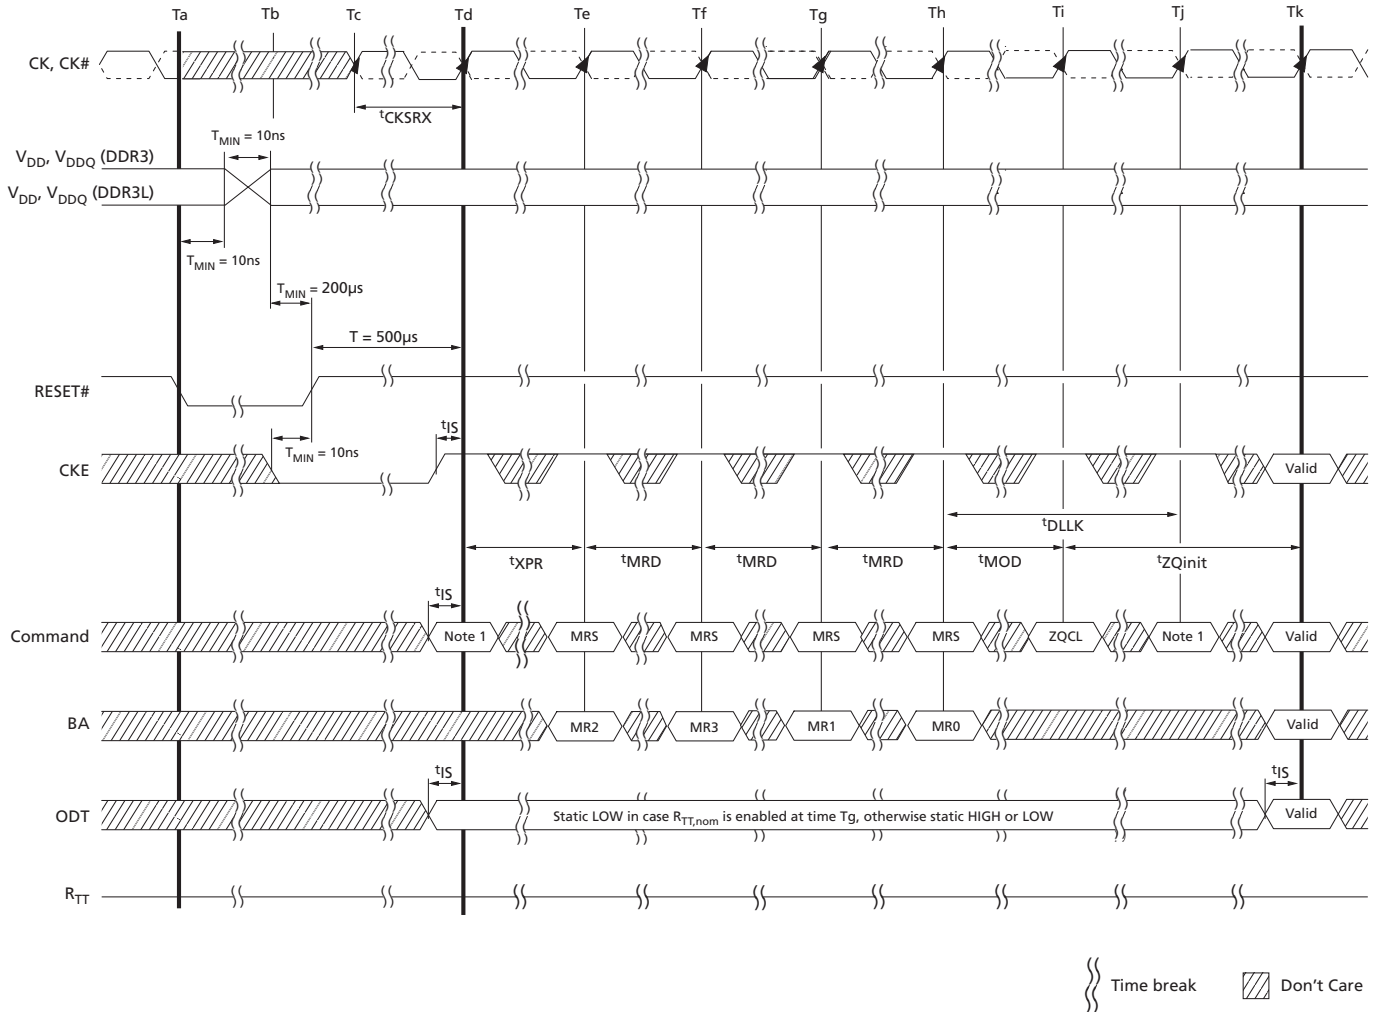 Ta Tb Tc Td Te Tf Tg Th Ti Tj Tk
CK, CK#
tCKSRX
TMIN = 10ns
VDD, VDDQ (DDR3)
VDD, VDDQ (DDR3L)
TMIN = 10ns
TMIN = 200μs
T = 500μs
RESET#
tIS
TMIN = 10ns
CKE
Valid
tDLLK
tXPR tMRD tMRD tMRD tMOD tZQinit
tIS
Command Note 1 MRS MRS MRS MRS ZQCL Note 1 Valid
BA MR2 MR3 MR1 MR0 Valid
tIS tIS
ODT Static LOW in case RTT,nom is enabled at time Tg, otherwise static HIGH or LOW Valid
RTT
Time break Don't Care